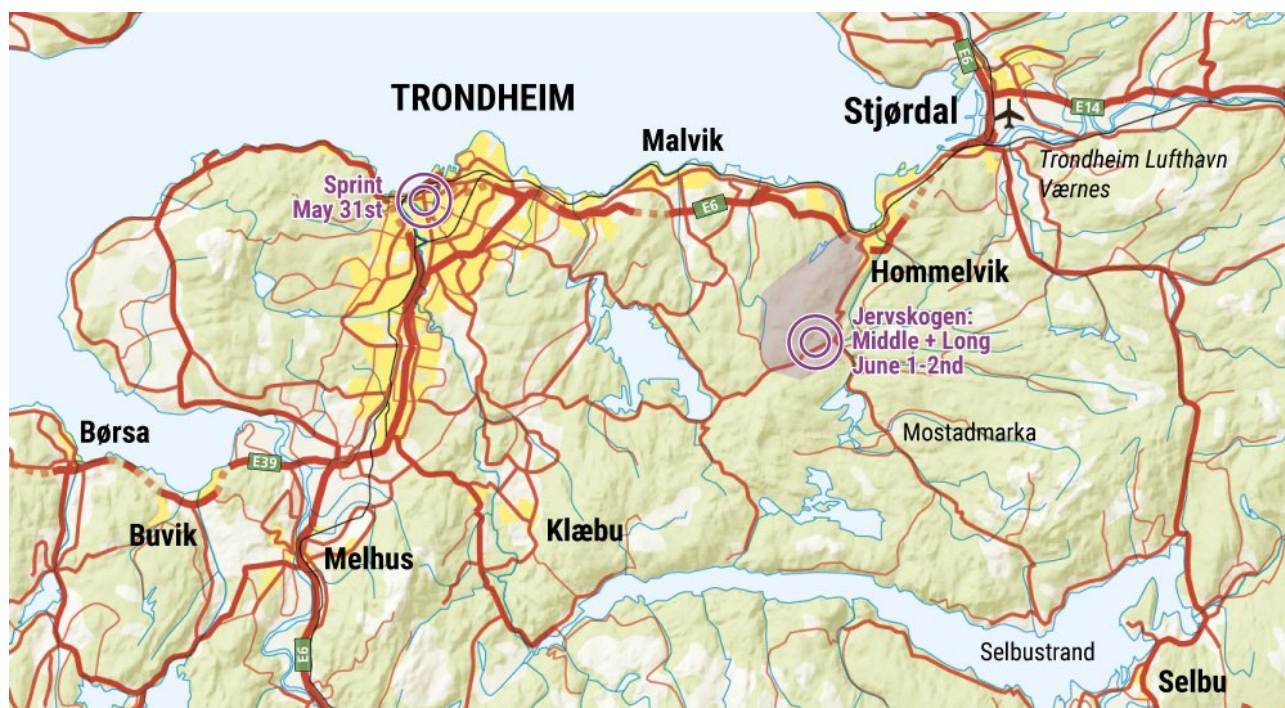 TRONDHEIM
Stjørdal
E6
E14
Malvik
Trondheim Lufthavn
Værnes
Sprint
May 31st
E6
Hommelvik
Jervskogen:
Middle + Long
June 1-2nd
Børsa
Mostadmarka
E39
Buvik
Melhus
Klæbu
E6
Selbustrand
Selbu